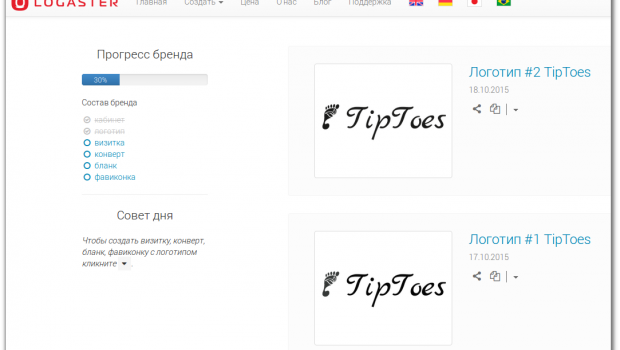 LOGASTER
Главная Создать Цена О нас Блог Поддержка
Прогресс бренда
30%
Состав бренда
кабинет
логотип
визитка
конверт
бланк
фавиконка
Совет дня
Чтобы создать визитку, конверт,
бланк, фавиконку с логотипом
кликните
TipToes
Логотип #2 TipToes
18.10.2015
TipToes
Логотип #1 TipToes
17.10.2015